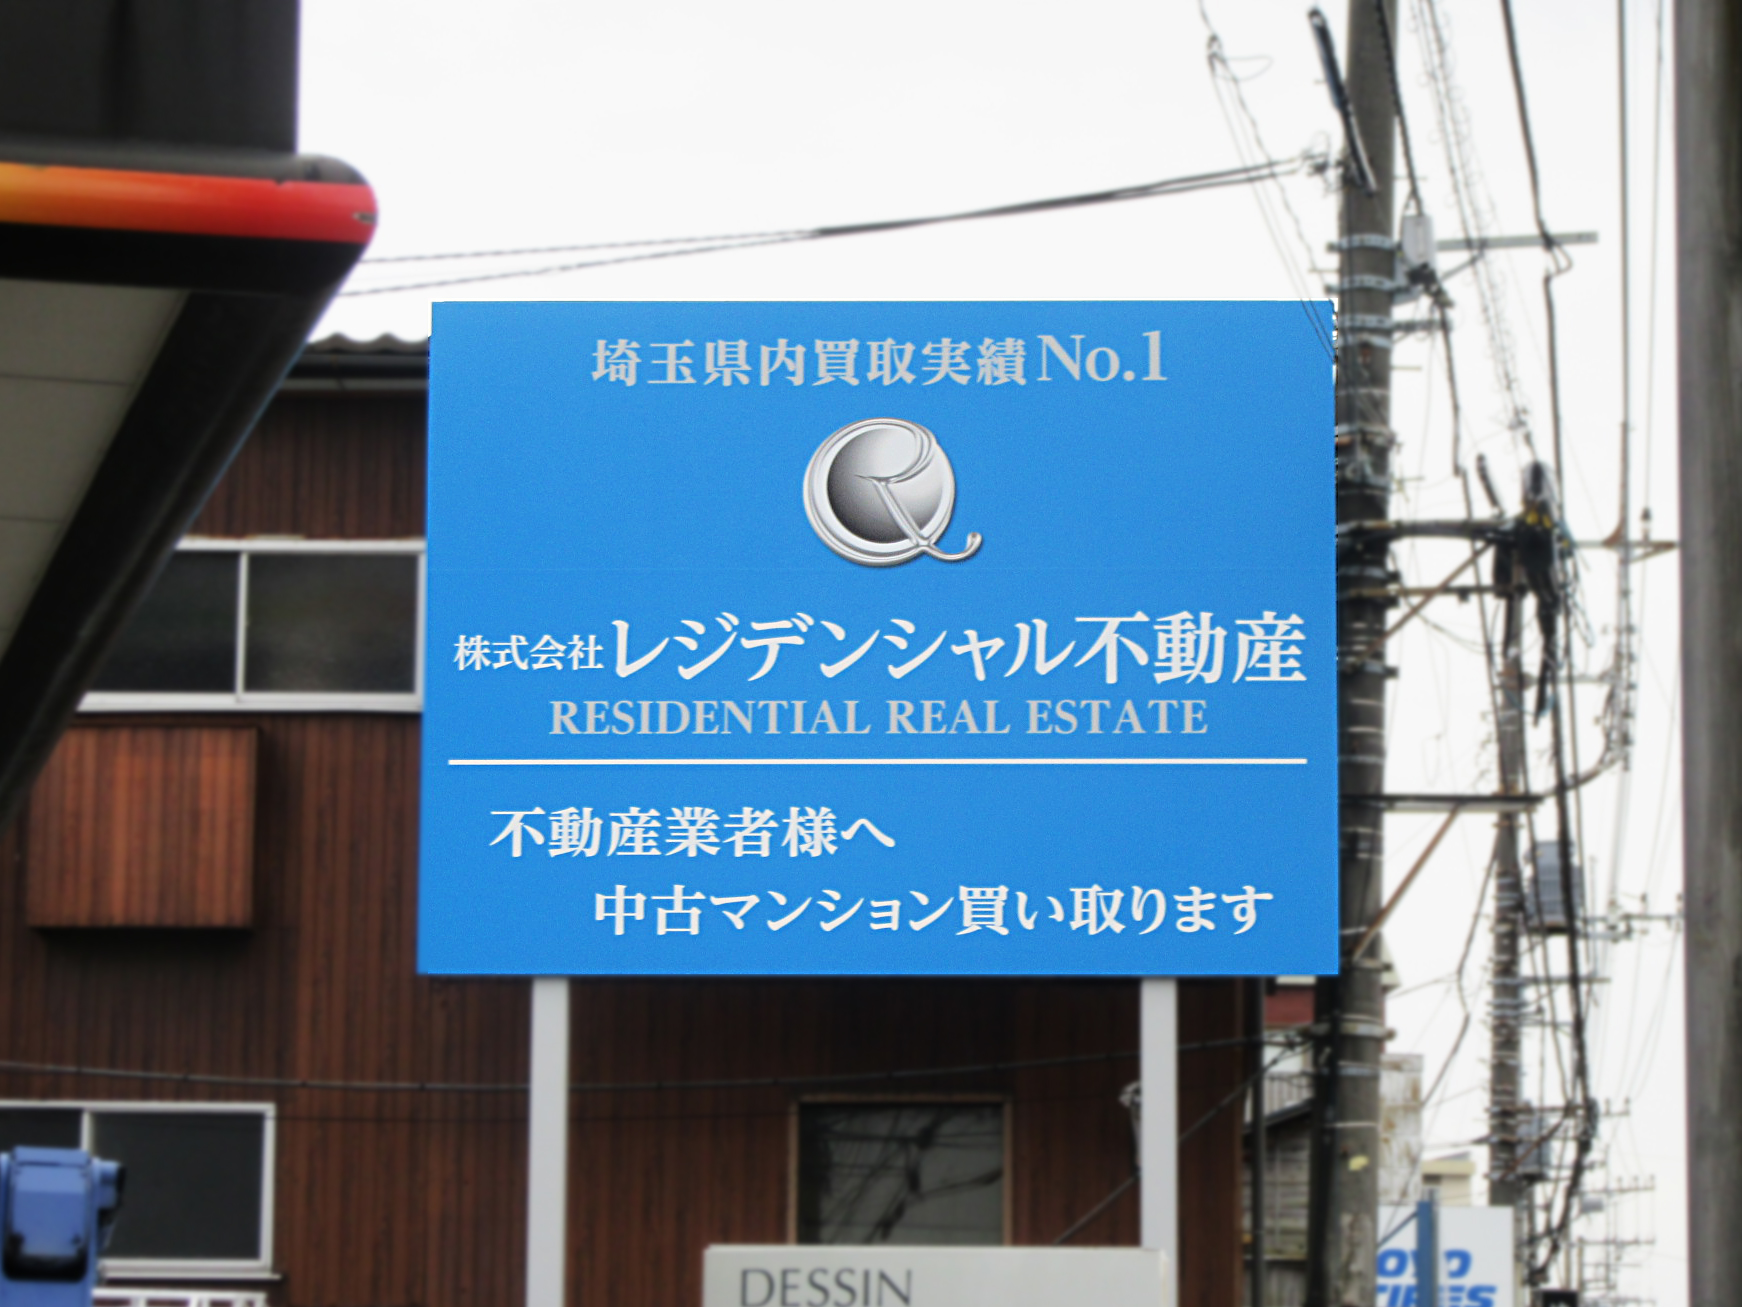 埼玉県内買取実績No.1
株式会社レジデンシャル不動産
RESIDENTIAL REAL ESTATE
不動産業者様へ
中古マンション買い取ります
DESSIN